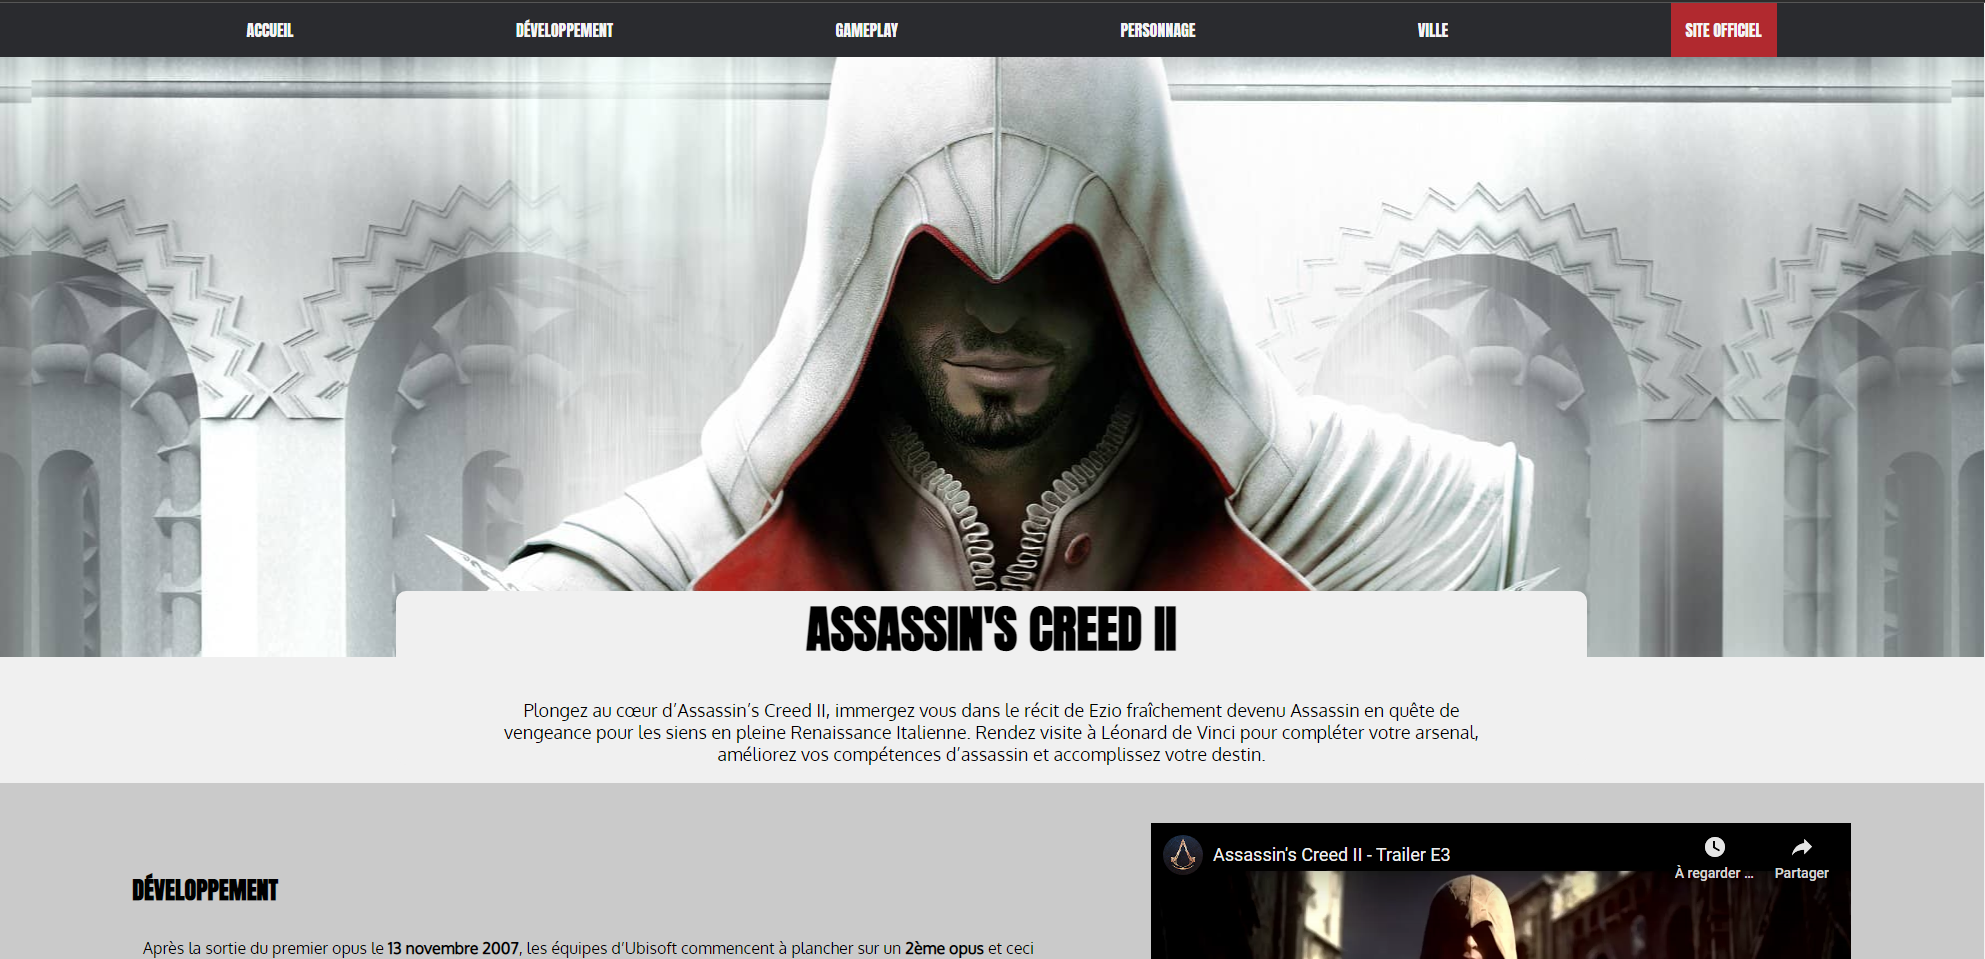 ACCUEIL
DÉVELOPPEMENT
GAMEPLAY
PERSONNAGE
VILLE
SITE OFFICIEL
ASSASSIN'S CREED II
Plongez au cœur d’Assassin’s Creed II, immergez vous dans le récit de Ezio fraîchement devenu Assassin en quête de
vengeance pour les siens en pleine Renaissance Italienne. Rendez visite à Léonard de Vinci pour compléter votre arsenal,
améliorez vos compétences d’assassin et accomplissez votre destin.
DÉVELOPPEMENT
Après la sortie du premier opus le 13 novembre 2007, les équipes d’Ubisoft commencent à plancher sur un 2ème opus et ceci
Assassin's Creed II - Trailer E3
À regarder ...
Partager